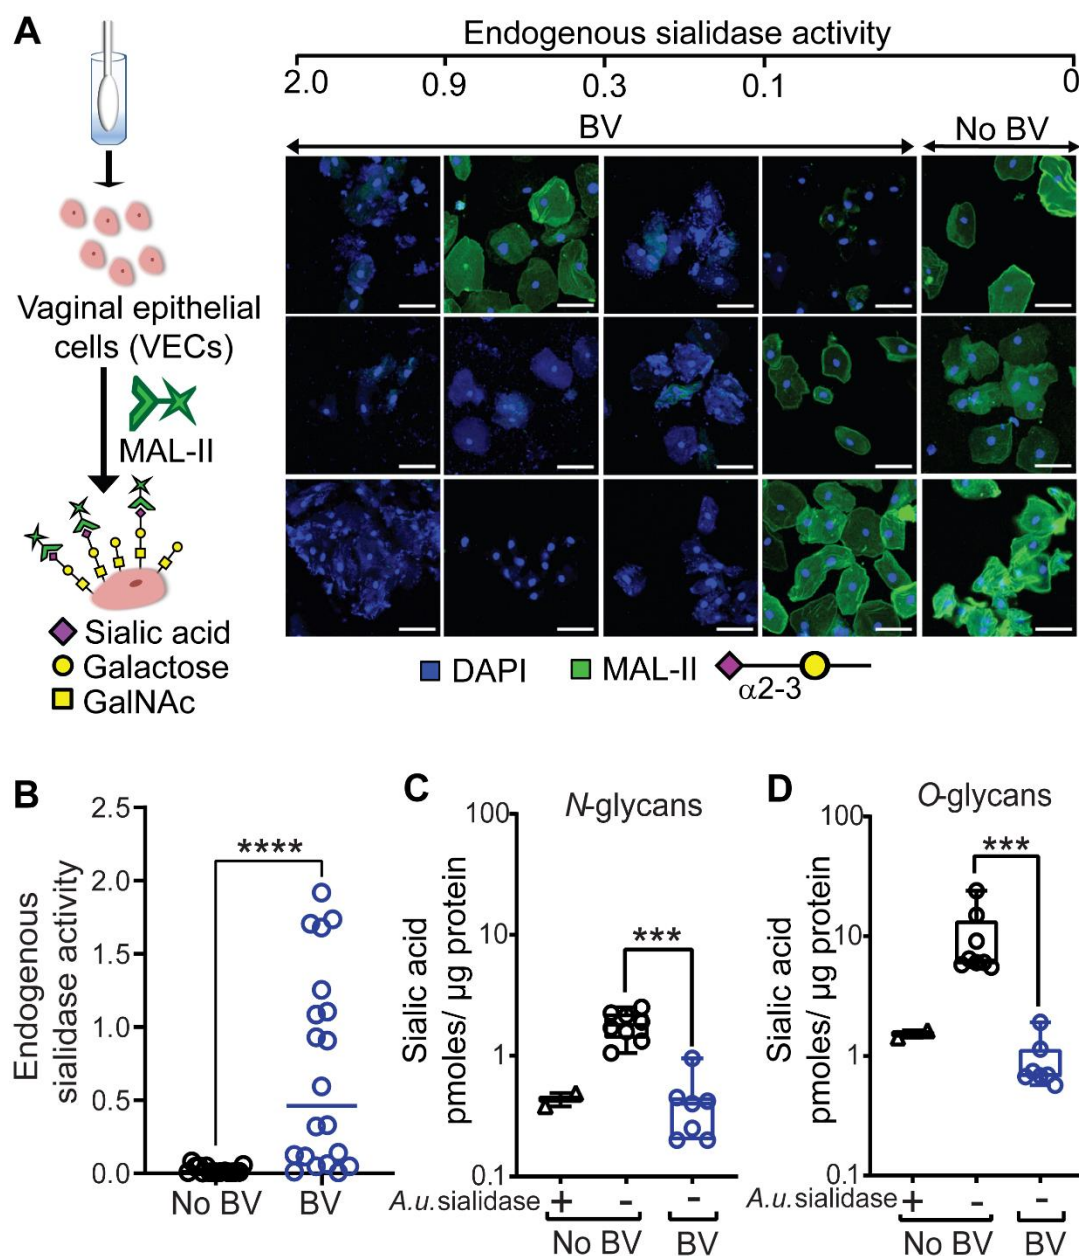 A
Endogenous sialidase activity
2.0 0.9 0.3 0.1 0
BV No BV
Vaginal epithelial
cells (VECs)
MAL-II
Sialic acid
Galactose
GalNAc
DAPI MAL-II α2-3
B
Endogenous
sialidase activity
2.5
2.0
1.5
1.0
0.5
0.0
****
No BV BV
C
N-glycans
Sialic acid
pmoles/ µg protein
100
10
1
0.1
***
A.u.sialidase + - -
No BV BV
D
O-glycans
Sialic acid
pmoles/ µg protein
100
10
1
0.1
***
A.u.sialidase + - -
No BV BV